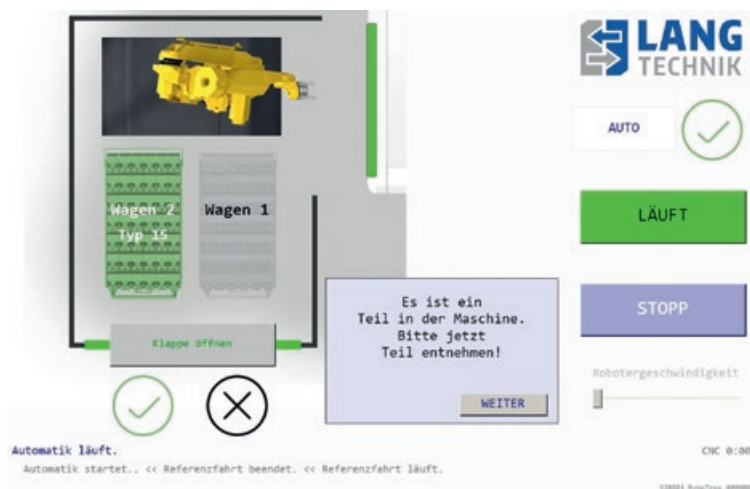 LANG
TECHNIK
AUTO
LÄUFT
Wagen 2
Typ 15
Wagen 1
Es ist ein
Teil in der Maschine.
Bitte jetzt
Teil entnehmen!
WEITER
STOPP
Klappe öffnen
Robotergeschwindigkeit
Automatik läuft.
CNC 0:00
Automatik startet.. << Referenzfahrt beendet. << Referenzfahrt läuft.